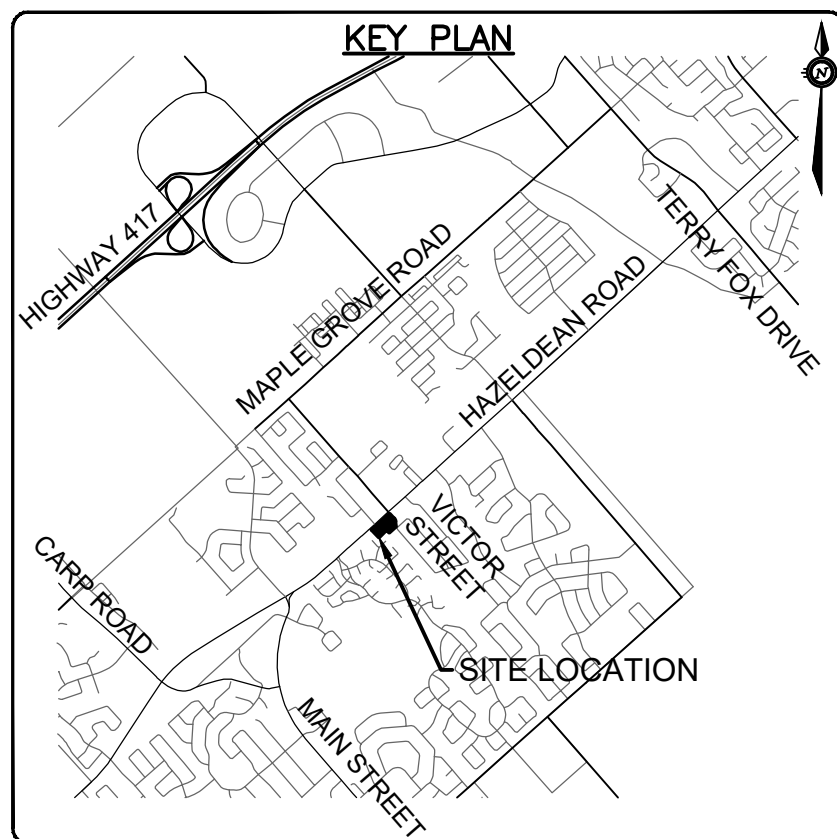 KEY PLAN
N
HIGHWAY 417
MAPLE GROVE ROAD
HAZELDEAN ROAD
TERRY FOX DRIVE
VICTOR
STREET
CARP ROAD
SITE LOCATION
MAIN STREET